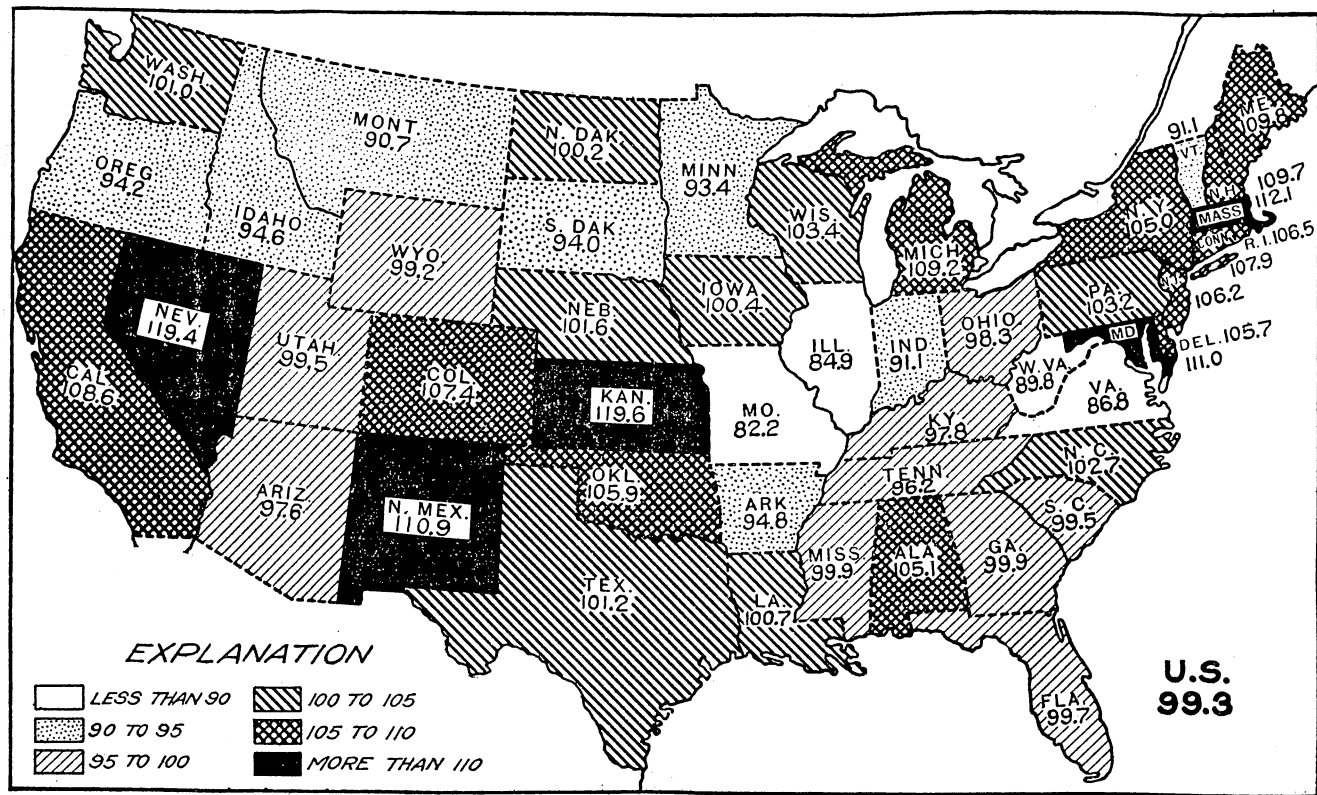 WASH.
101.0
OREG
94.2
CAL.
108.6
NEV.
119.4
IDAHO
94.6
MONT
90.7
WYO
99.2
UTAH
99.5
ARIZ
97.6
COL.
107.4
N. MEX.
110.9
N. DAK
100.2
S. DAK
94.0
NEB.
101.6
KAN.
119.6
OKL.
105.9
TEX.
101.2
MINN
93.4
IOWA
100.4
MO.
82.2
ARK
94.8
LA.
100.7
WIS.
103.4
ILL.
84.9
MICH
109.2
IND
91.1
OHIO
98.3
KY
97.8
TENN
96.2
MISS
99.9
ALA.
105.1
GA.
99.9
FLA.
99.7
S. C.
99.5
N. C.
102.7
VA.
86.8
W. VA.
89.8
PA.
103.2
N.Y.
105.0
91.1
VT.
ME.
109.8
N.H.
109.7
MASS
112.1
CONN.
R. I. 106.5
107.9
N.J.
106.2
DEL. 105.7
MD
111.0
EXPLANATION
LESS THAN 90
90 TO 95
95 TO 100
100 TO 105
105 TO 110
MORE THAN 110
U.S.
99.3